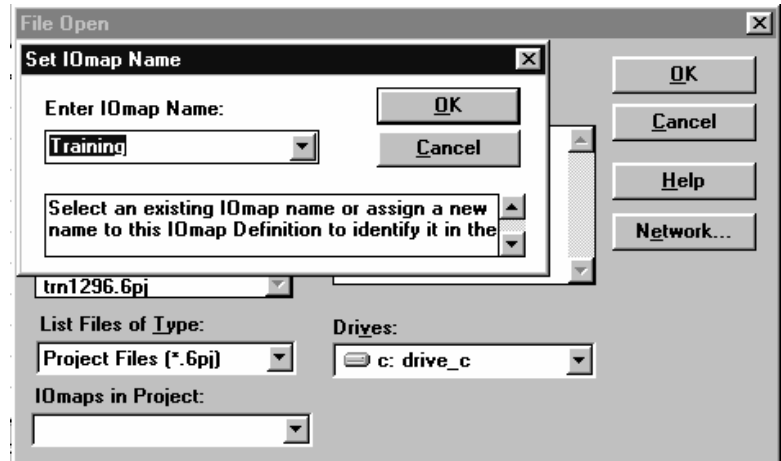 File Open
Set IOmap Name
Enter IOmap Name:
Training
OK
Cancel
Select an existing IOmap name or assign a new
name to this IOmap Definition to identify it in the
OK
Cancel
Help
Network...
trn1296.6pj
List Files of Type:
Project Files (*.6pj)
Drives:
c: drive_c
IOmaps in Project: